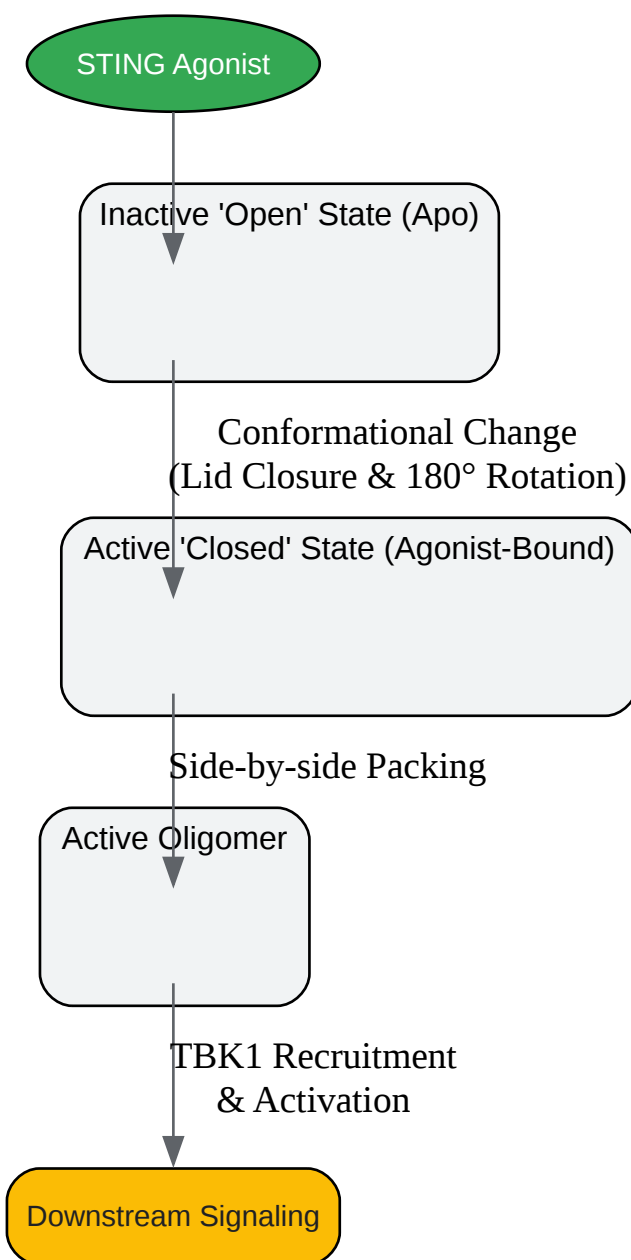 STING Agonist
Inactive 'Open' State (Apo)
Conformational Change
(Lid Closure & 180° Rotation)
Active 'Closed' State (Agonist-Bound)
Side-by-side Packing
Active Oligomer
TBK1 Recruitment
& Activation
Downstream Signaling